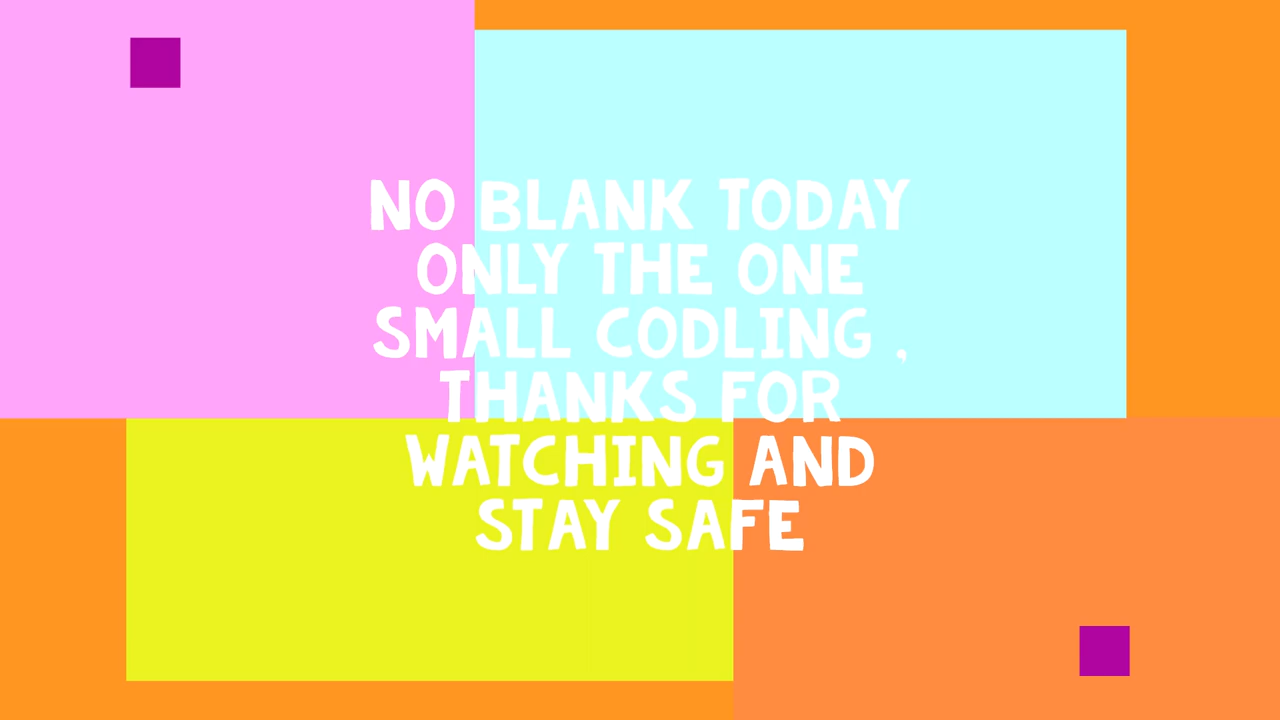 NO BLANK TODAY
ONLY THE ONE
SMALL CODLING ,
THANKS FOR
WATCHING AND
STAY SAFE